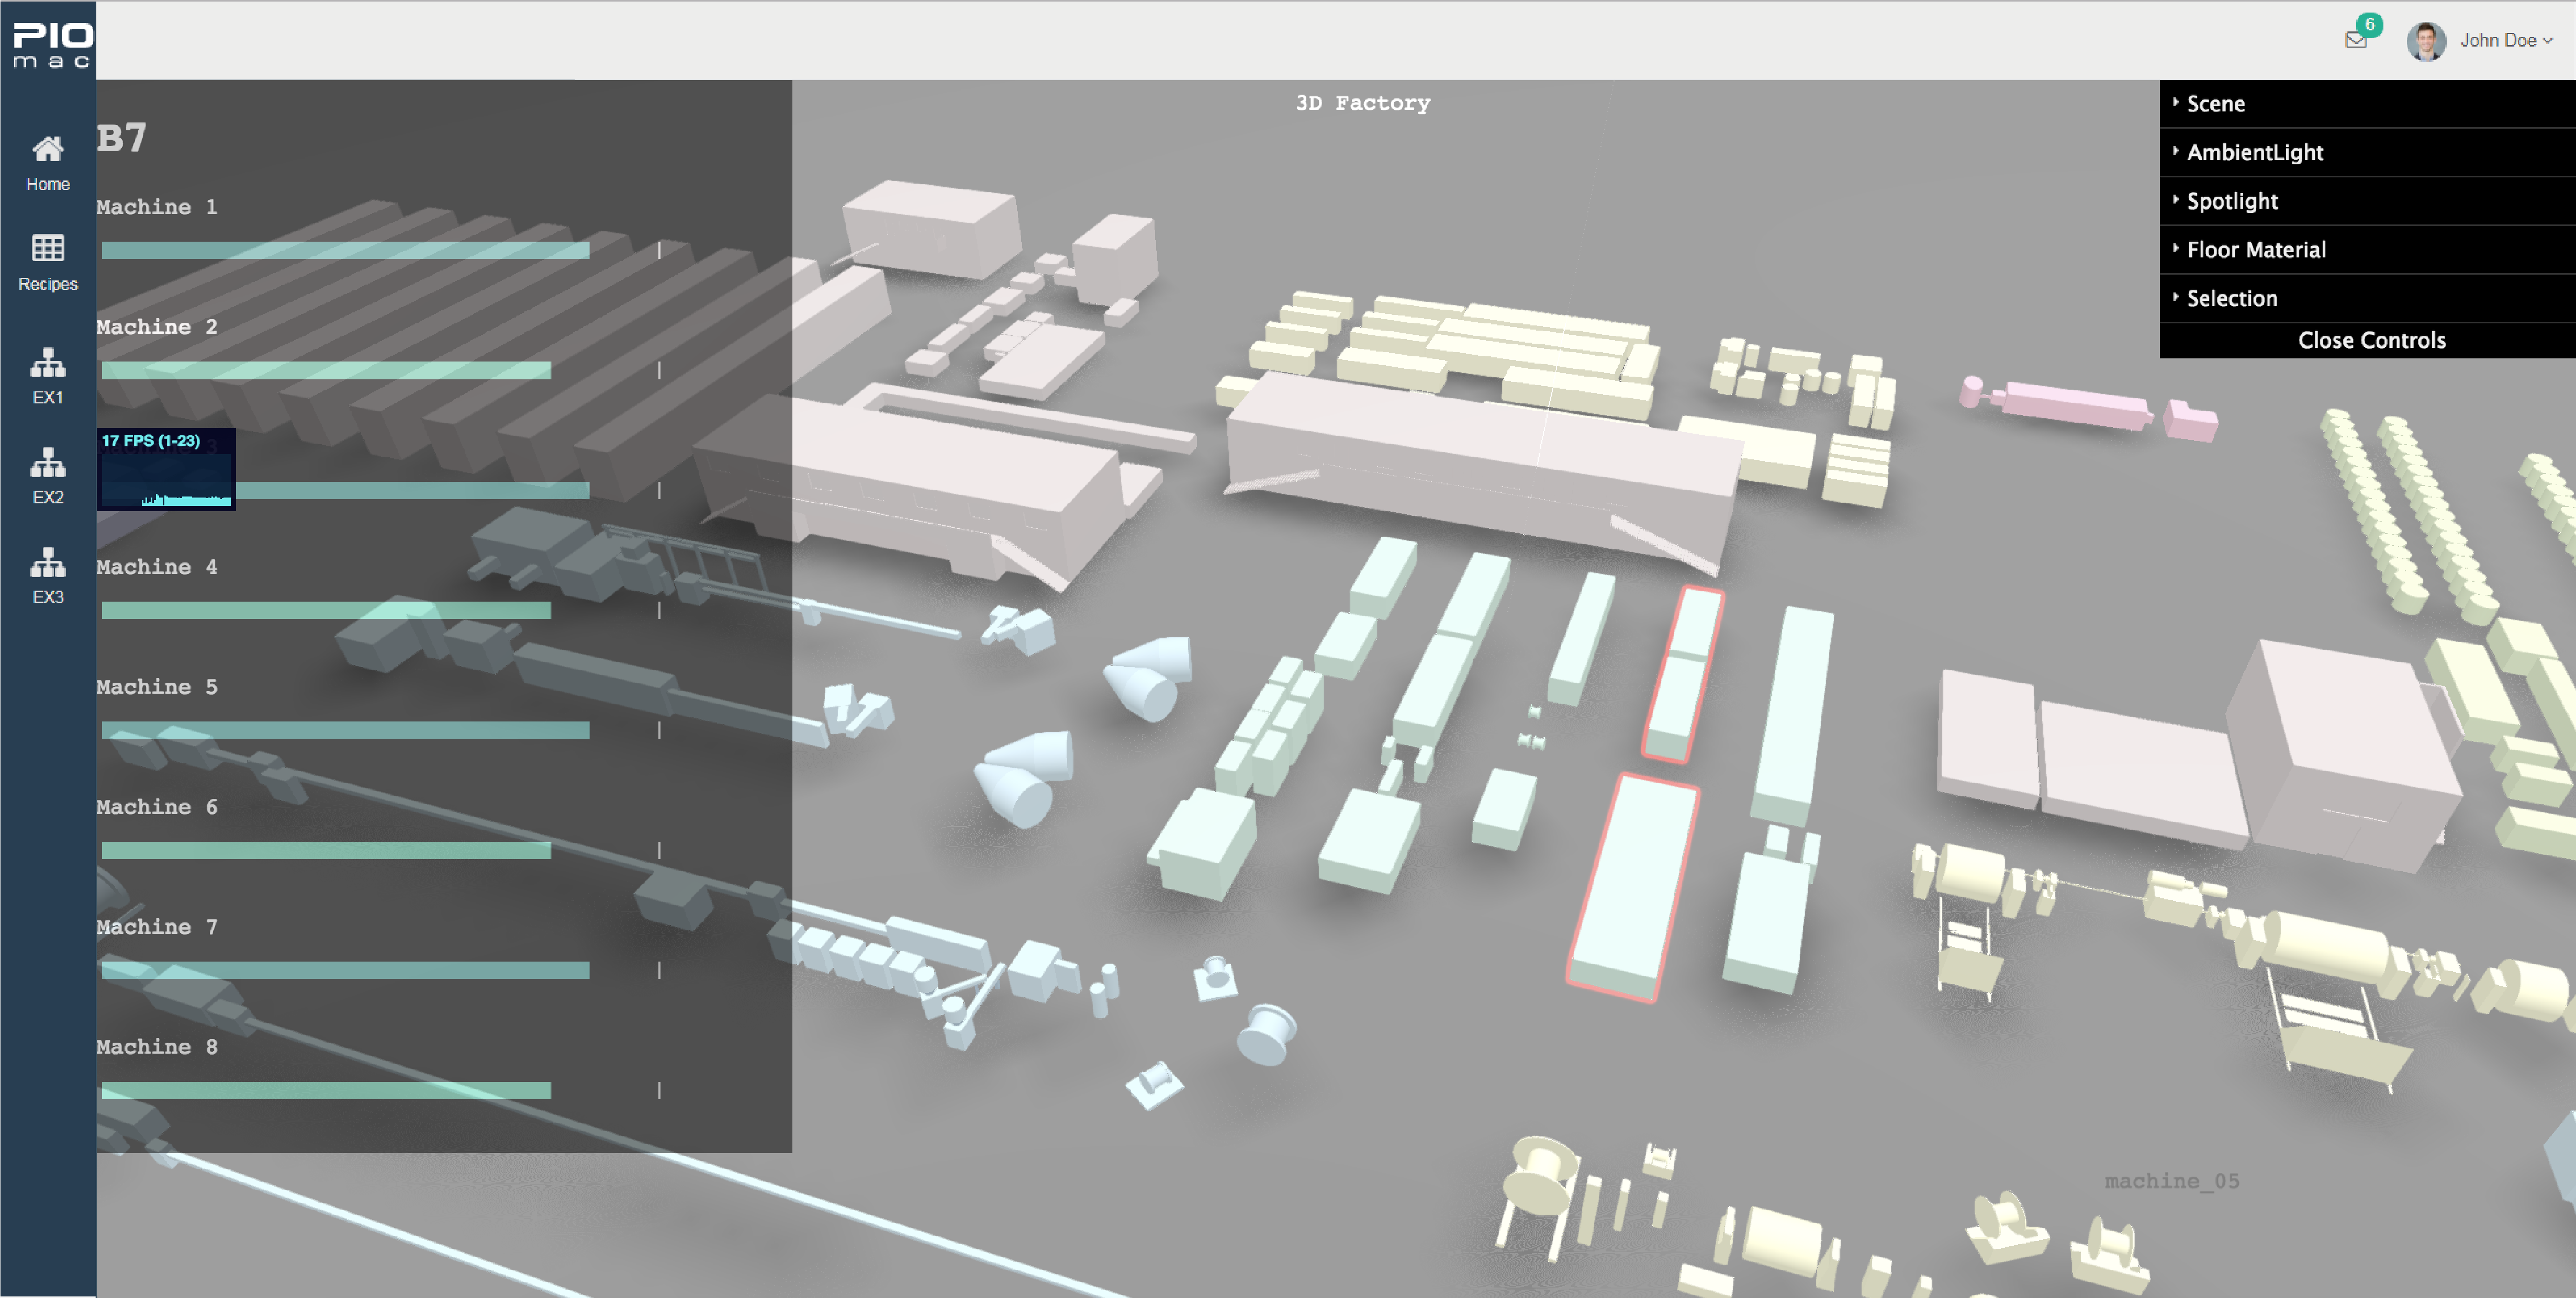 PIO
mac
6
John Doe
Home
Recipes
EX1
EX2
EX3
3D Factory
B7
Machine 1
Machine 2
17 FPS (1-23)
Machine 4
Machine 5
Machine 6
Machine 7
Machine 8
Scene
AmbientLight
Spotlight
Floor Material
Selection
Close Controls
machine_05